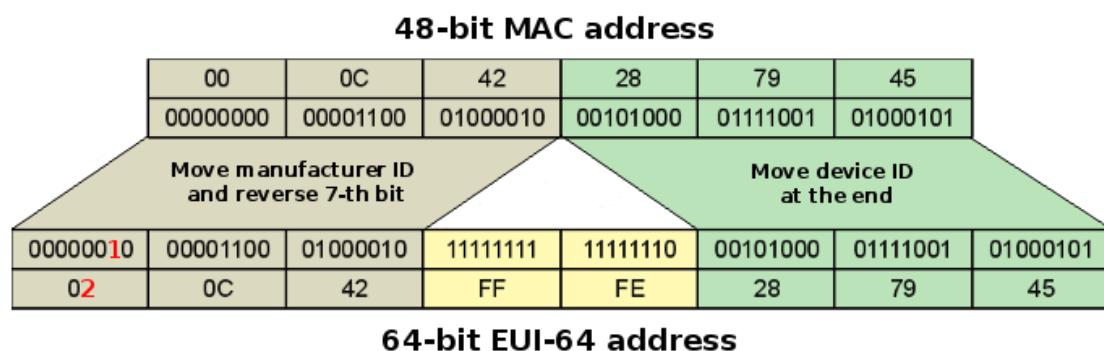 48-bit MAC address
00 0C 42 28 79 45
00000000 00001100 01000010 00101000 01111001 01000101
Move manufacturer ID
and reverse 7-th bit
Move device ID
at the end
00000010 00001100 01000010 11111111 11111110 00101000 01111001 01000101
02 0C 42 FF FE 28 79 45
64-bit EUI-64 address